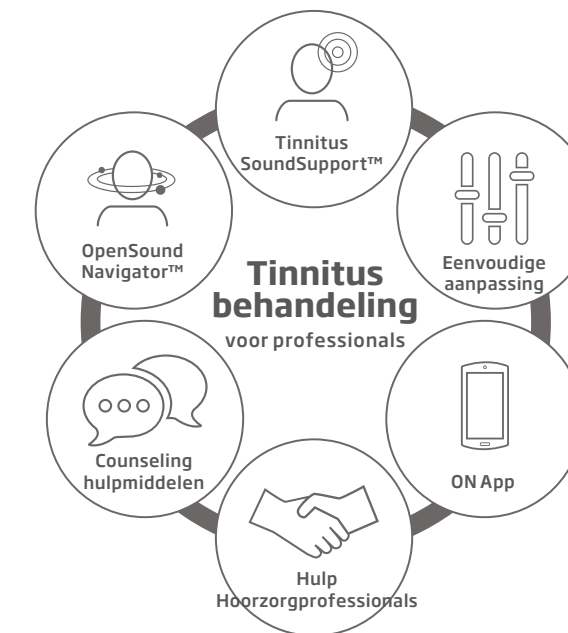 Tinnitus
SoundSupport™
OpenSound
Navigator™
Eenvoudige
aanpassing
Tinnitus
behandeling
voor professionals
Counseling
hulpmiddelen
ON App
Hulp
Hoorzorgprofessionals